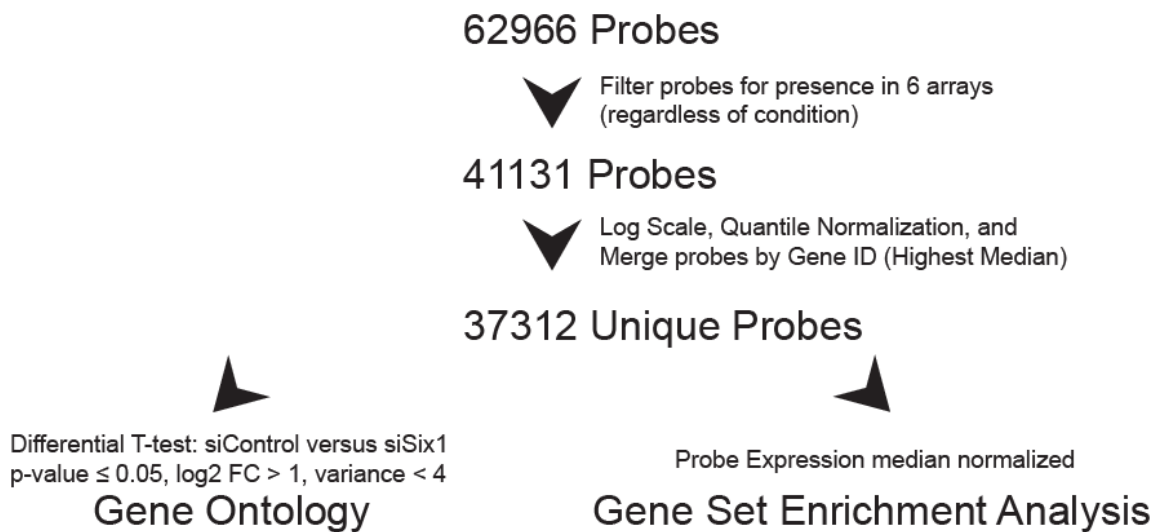 62966 Probes
Filter probes for presence in 6 arrays
(regardless of condition)
41131 Probes
Log Scale, Quantile Normalization, and
Merge probes by Gene ID (Highest Median)
37312 Unique Probes
Differential T-test: siControl versus siSix1
p-value ≤ 0.05, log2 FC > 1, variance < 4
Gene Ontology
Probe Expression median normalized
Gene Set Enrichment Analysis